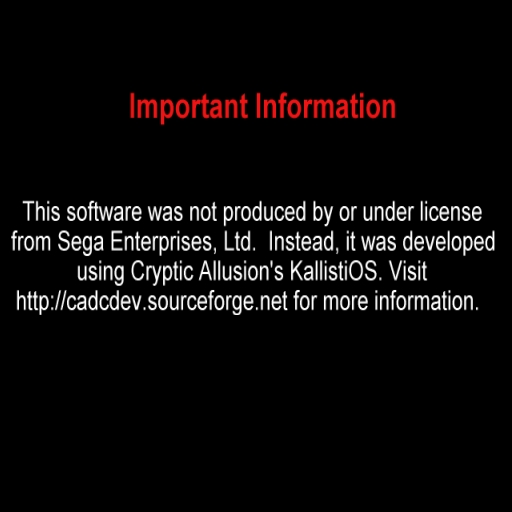 Important Information
This software was not produced by or under license
from Sega Enterprises, Ltd.  Instead, it was developed
using Cryptic Allusion's KallistiOS. Visit
http://cadcdev.sourceforge.net for more information.